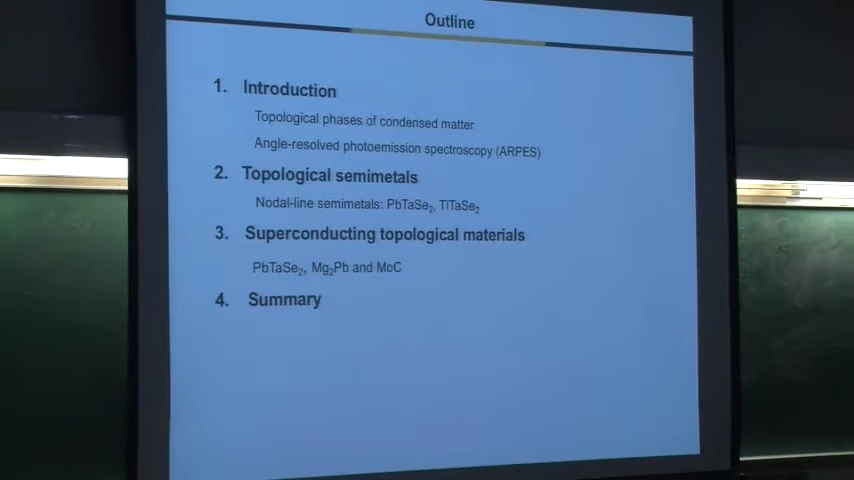 Outline
1. Introduction
Topological phases of condensed matter
Angle-resolved photoemission spectroscopy (ARPES)
2. Topological semimetals
Nodal-line semimetals: PbTaSe₂, TlTaSe₂
3. Superconducting topological materials
PbTaSe₂, Mg₂Pb and MoC
4. Summary